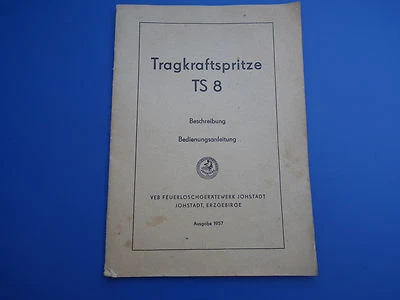 Tragkraftspritze
TS 8
Beschreibung
Bedienungsanleitung
VEB FEUERLÖSCHGERÄTEWERK JÖHSTADT
JÖHSTADT, ERZGEBIRGE
Ausgabe 1957